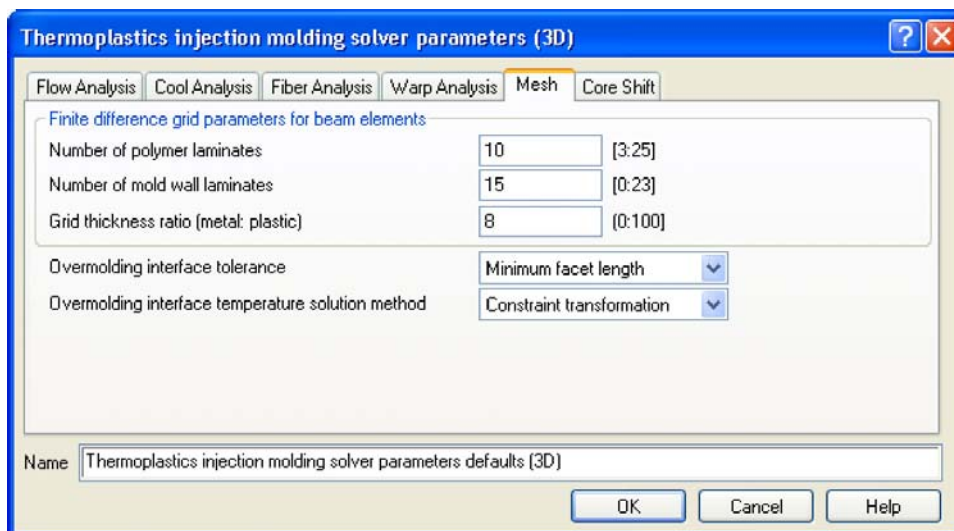 Thermoplastics injection molding solver parameters (3D)
Flow Analysis Cool Analysis Fiber Analysis Warp Analysis Mesh Core Shift
Finite difference grid parameters for beam elements
Number of polymer laminates 10 [3:25]
Number of mold wall laminates 15 [0:23]
Grid thickness ratio (metal: plastic) 8 (0:100]
Overmolding interface tolerance Minimum facet length
Overmolding interface temperature solution method Constraint transformation
Name Thermoplastics injection molding solver parameters defaults (3D)
OK Cancel Help